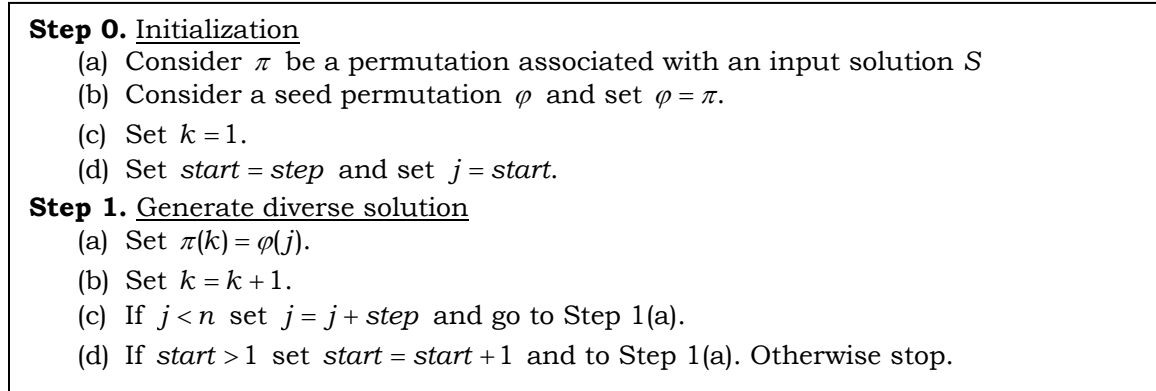 Step 0. Initialization
(a) Consider π be a permutation associated with an input solution S
(b) Consider a seed permutation φ and set φ = π.
(c) Set k = 1.
(d) Set start = step and set j = start.
Step 1. Generate diverse solution
(a) Set π(k) = φ(j).
(b) Set k = k + 1.
(c) If j < n set j = j + step and go to Step 1(a).
(d) If start > 1 set start = start + 1 and to Step 1(a). Otherwise stop.